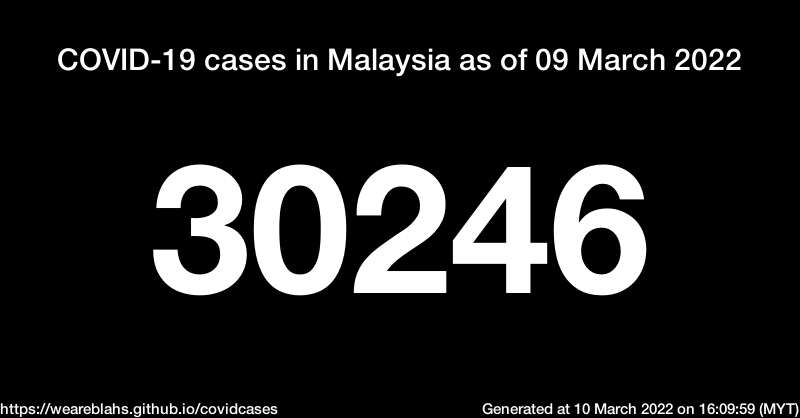 COVID-19 cases in Malaysia as of 09 March 2022
30246
https://weareblahs.github.io/covidcases
Generated at 10 March 2022 on 16:09:59 (MYT)